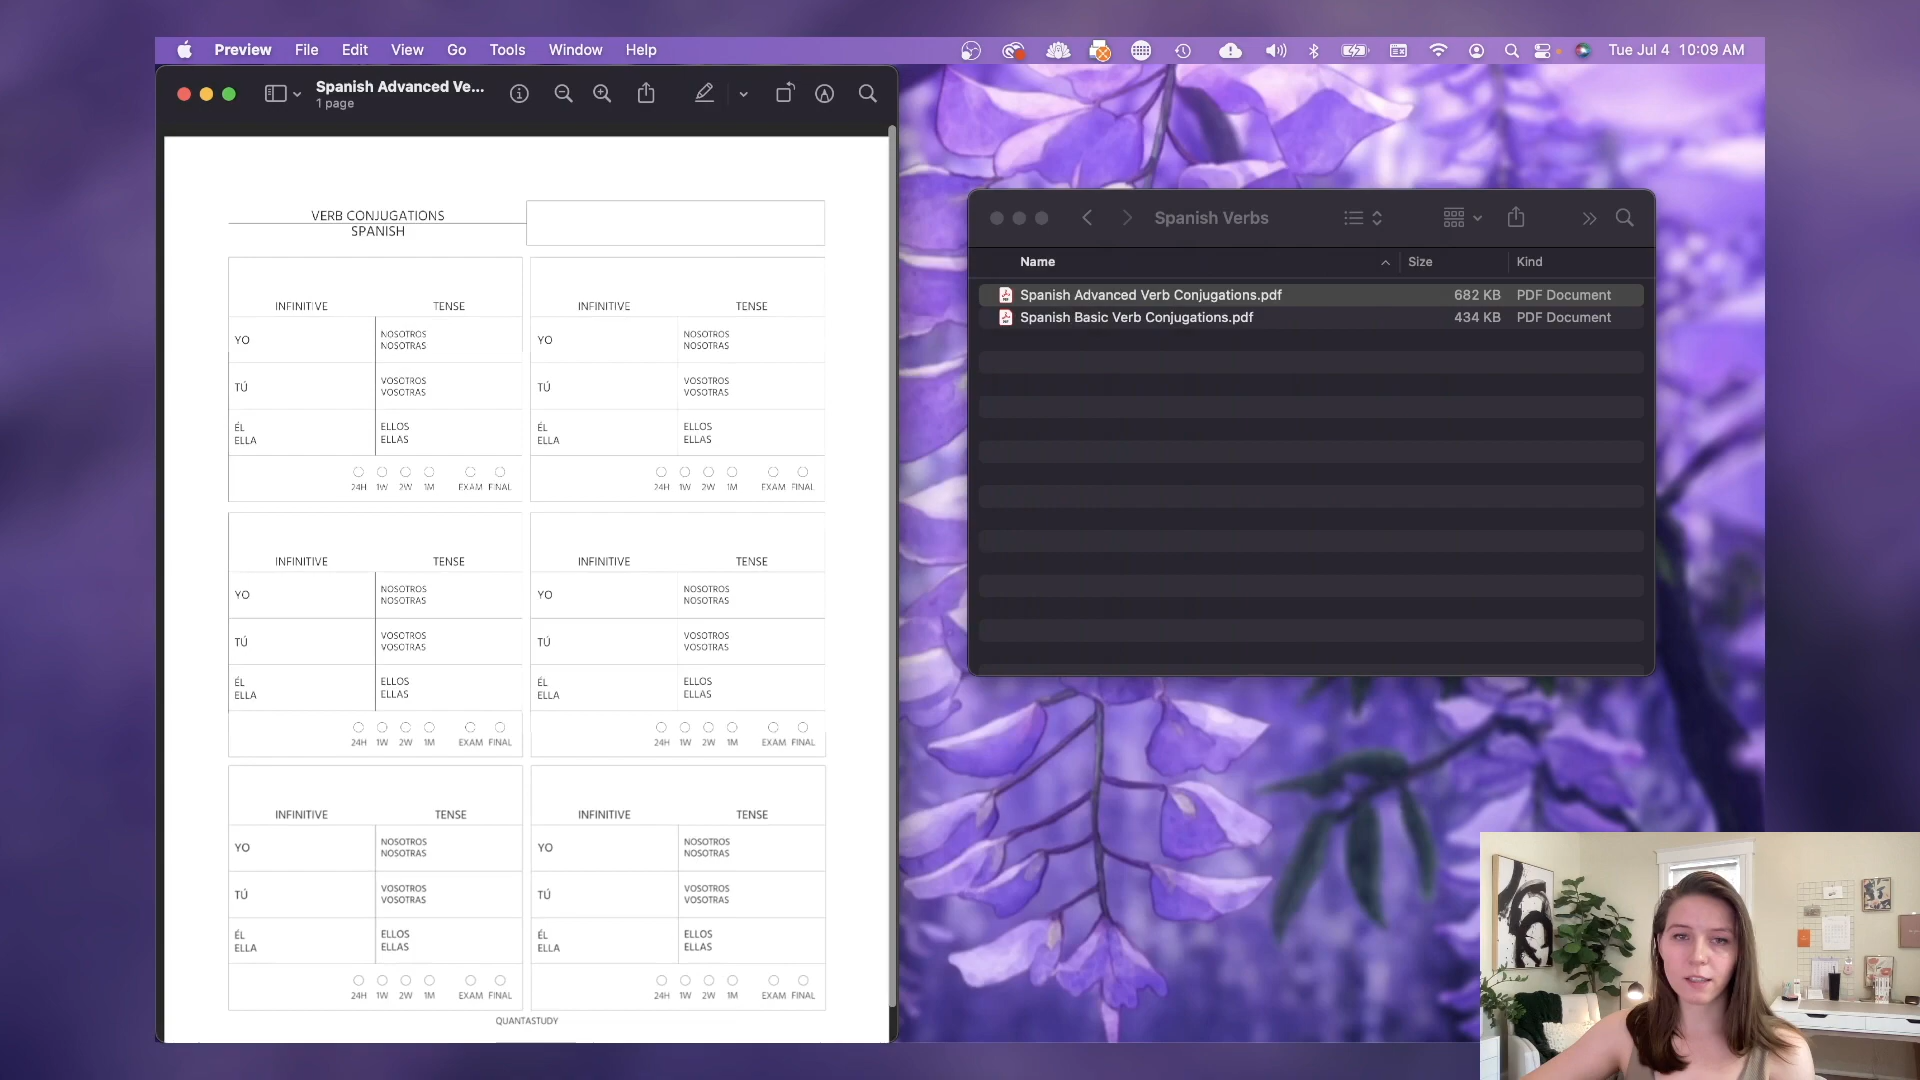 Preview File Edit View Go Tools Window Help
Tue Jul 4 10:09 AM
Spanish Advanced Ve...
1 page
VERB CONJUGATIONS
SPANISH
INFINITIVE TENSE
YO NOSOTROS NOSOTRAS
TÚ VOSOTROS VOSOTRAS
ÉL ELLA ELLOS ELLAS
24H 1W 2W 1M EXAM FINAL
INFINITIVE TENSE
YO NOSOTROS NOSOTRAS
TÚ VOSOTROS VOSOTRAS
ÉL ELLA ELLOS ELLAS
24H 1W 2W 1M EXAM FINAL
INFINITIVE TENSE
YO NOSOTROS NOSOTRAS
TÚ VOSOTROS VOSOTRAS
ÉL ELLA ELLOS ELLAS
24H 1W 2W 1M EXAM FINAL
INFINITIVE TENSE
YO NOSOTROS NOSOTRAS
TÚ VOSOTROS VOSOTRAS
ÉL ELLA ELLOS ELLAS
24H 1W 2W 1M EXAM FINAL
INFINITIVE TENSE
YO NOSOTROS NOSOTRAS
TÚ VOSOTROS VOSOTRAS
ÉL ELLA ELLOS ELLAS
24H 1W 2W 1M EXAM FINAL
INFINITIVE TENSE
YO NOSOTROS NOSOTRAS
TÚ VOSOTROS VOSOTRAS
ÉL ELLA ELLOS ELLAS
24H 1W 2W 1M EXAM FINAL
QUANTASTUDY
Spanish Verbs
Name Size Kind
Spanish Advanced Verb Conjugations.pdf 682 KB PDF Document
Spanish Basic Verb Conjugations.pdf 434 KB PDF Document